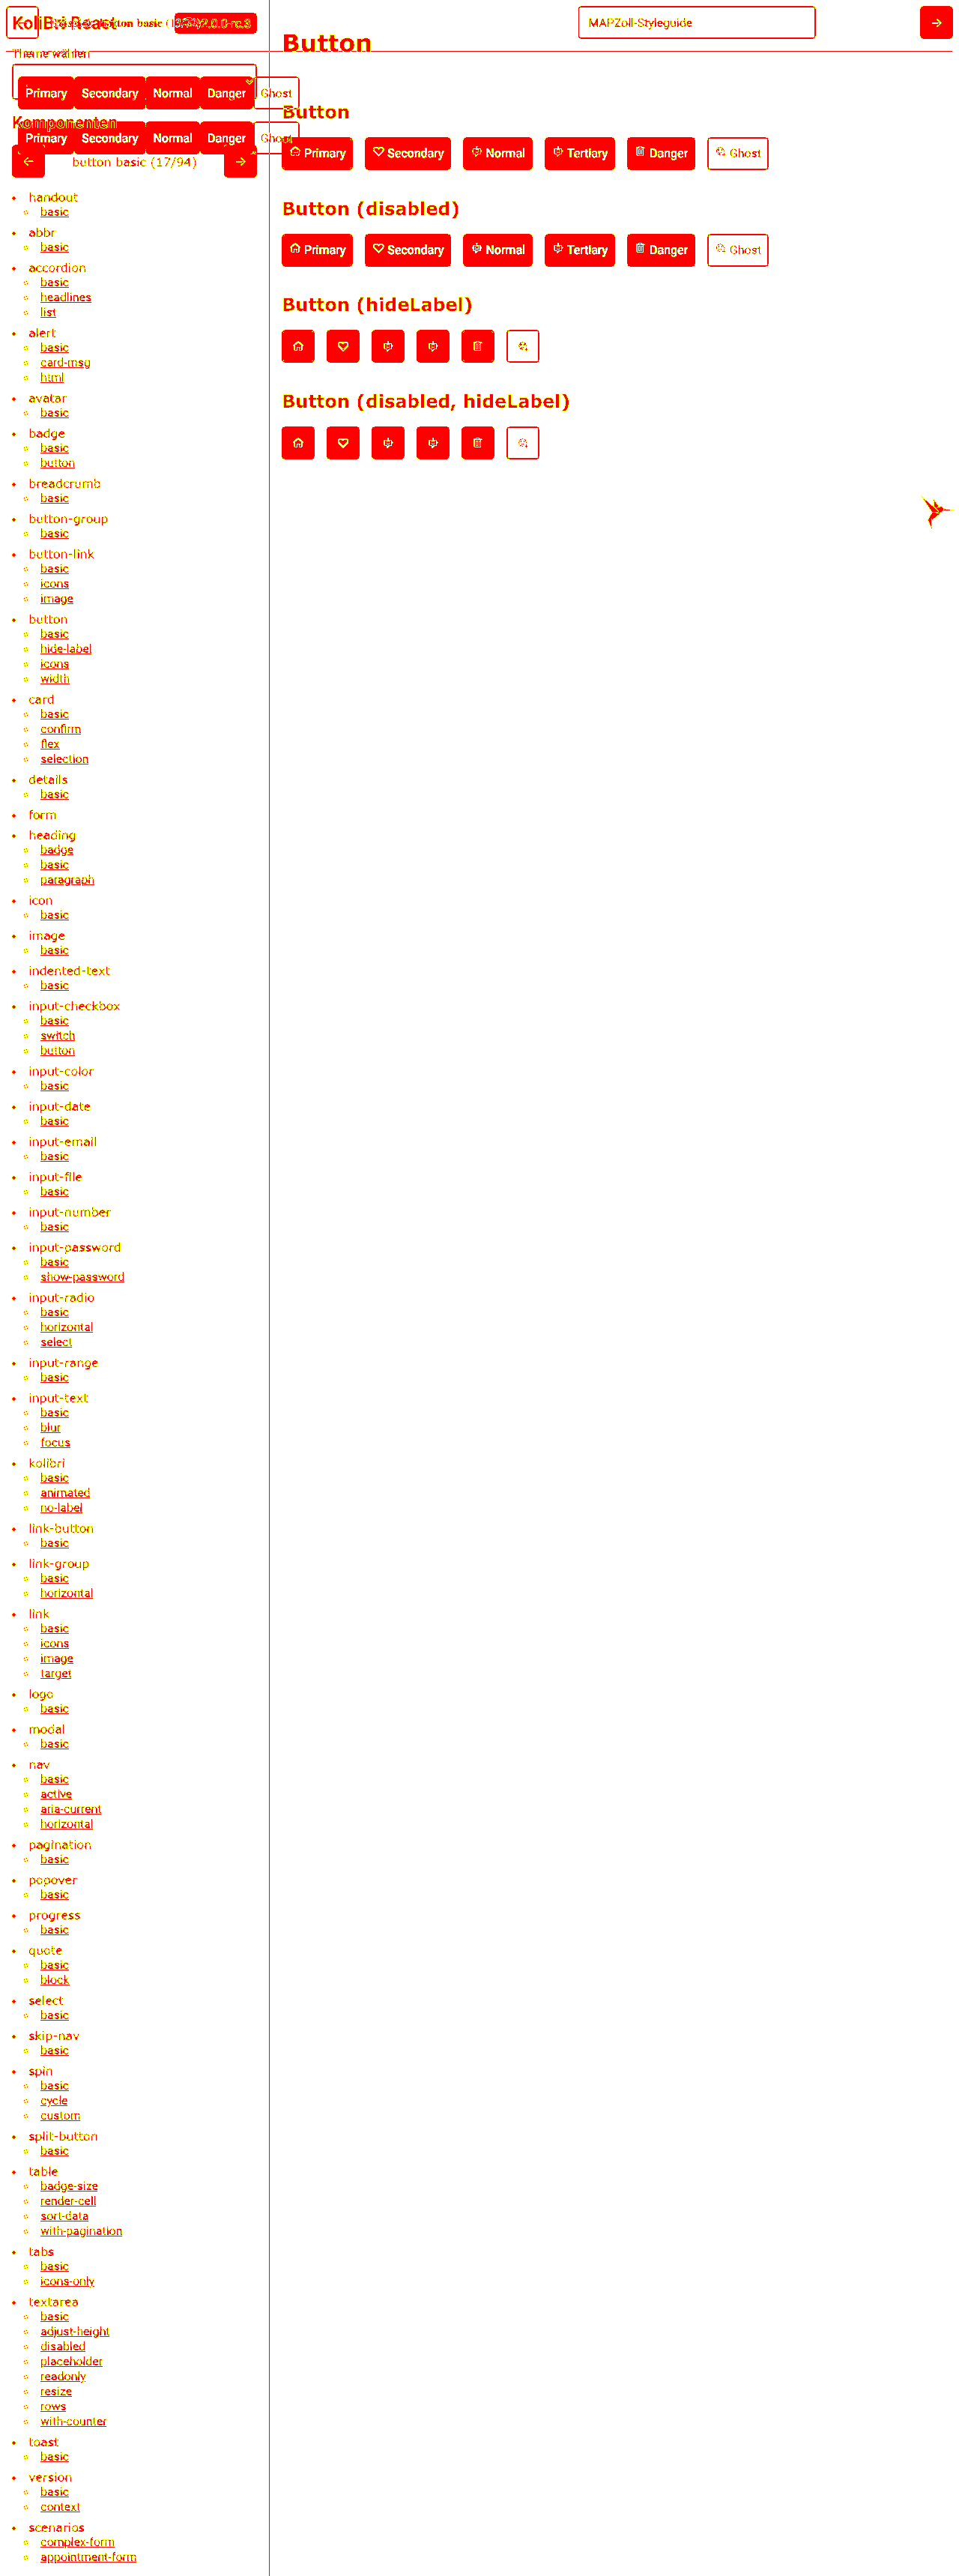 KoliBri React
MAPZoll-Styleguide
Theme wählen
Primary Secondary Normal Danger Ghost
Komponenten
Primary Secondary Normal Danger Ghost
button basic (17/94)
handout
basic
abbr
basic
accordion
basic
headlines
list
alert
basic
card-msg
html
avatar
basic
badge
basic
button
breadcrumb
basic
button-group
basic
button-link
basic
icons
image
button
basic
hide-label
icons
width
card
basic
confirm
flex
selection
details
basic
form
heading
badge
basic
paragraph
icon
basic
image
basic
indented-text
basic
input-checkbox
basic
switch
button
input-color
basic
input-date
basic
input-email
basic
input-file
basic
input-number
basic
input-password
basic
show-password
input-radio
basic
horizontal
select
input-range
basic
input-text
basic
blur
focus
kolibri
basic
animated
no-label
link-button
basic
link-group
basic
horizontal
link
basic
icons
image
target
logo
basic
modal
basic
nav
basic
active
aria-current
horizontal
pagination
basic
popover
basic
progress
basic
quote
basic
block
select
basic
skip-nav
basic
spin
basic
cycle
custom
split-button
basic
table
badge-size
render-cell
sort-data
with-pagination
tabs
basic
icons-only
textarea
basic
adjust-height
disabled
placeholder
readonly
resize
rows
with-counter
toast
basic
version
basic
context
scenarios
complex-form
appointment-form
Button
Button
Primary Secondary Normal Tertiary Danger Ghost
Button (disabled)
Primary Secondary Normal Tertiary Danger Ghost
Button (hideLabel)
Button (disabled, hideLabel)